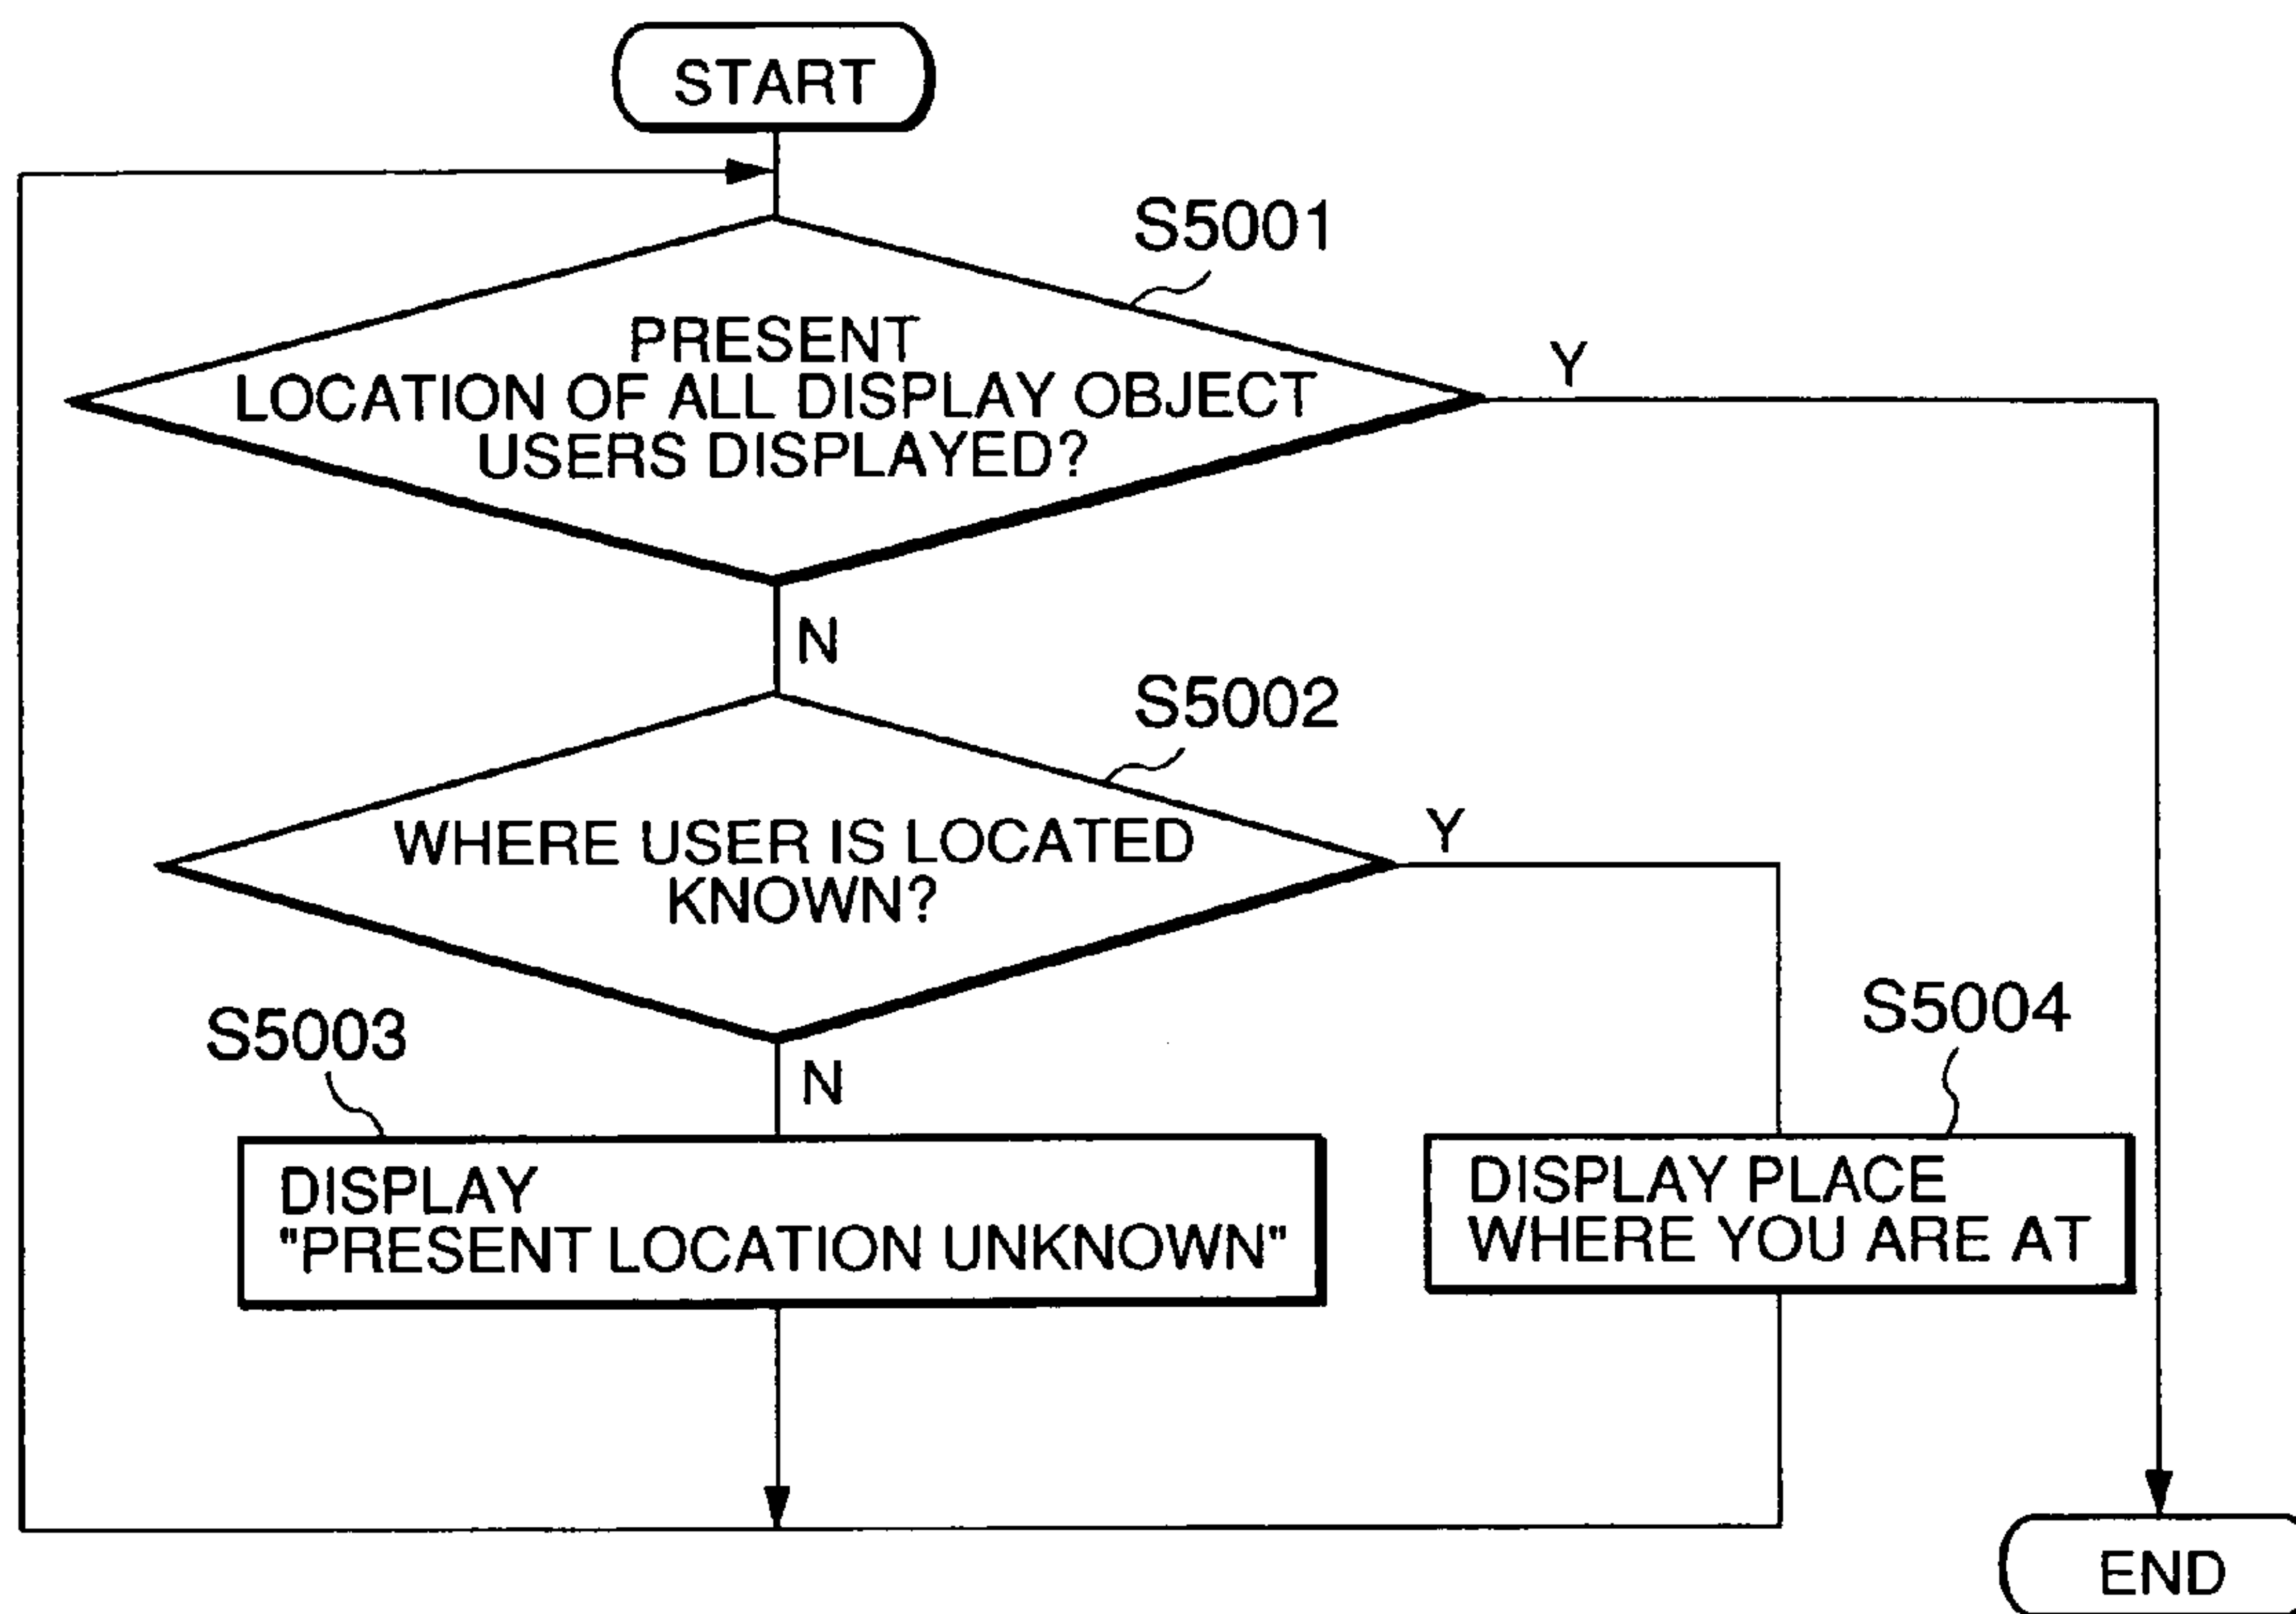 START
S5001
PRESENT
LOCATION OF ALL DISPLAY OBJECT
USERS DISPLAYED?
Y
N
S5002
WHERE USER IS LOCATED
KNOWN?
Y
N
S5003
DISPLAY
"PRESENT LOCATION UNKNOWN"
S5004
DISPLAY PLACE
WHERE YOU ARE AT
END